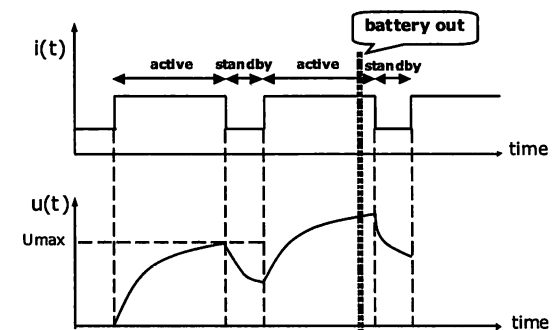 battery out
i(t)
active standby active standby
time
u(t)
Umax
time